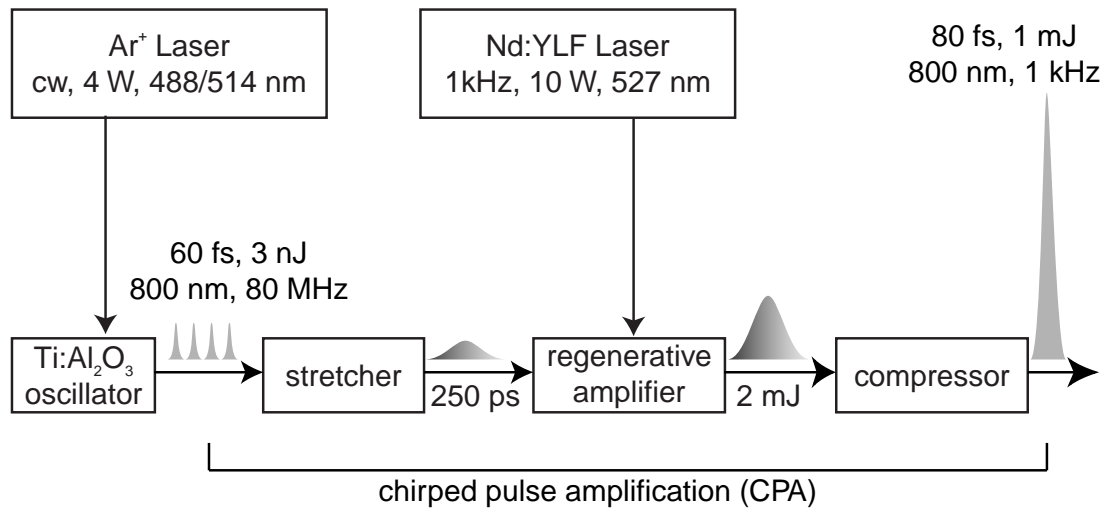 Ar⁺ Laser
cw, 4 W, 488/514 nm
Nd:YLF Laser
1kHz, 10 W, 527 nm
80 fs, 1 mJ
800 nm, 1 kHz
60 fs, 3 nJ
800 nm, 80 MHz
Ti:Al₂O₃
oscillator
stretcher
250 ps
regenerative
amplifier
2 mJ
compressor
chirped pulse amplification (CPA)